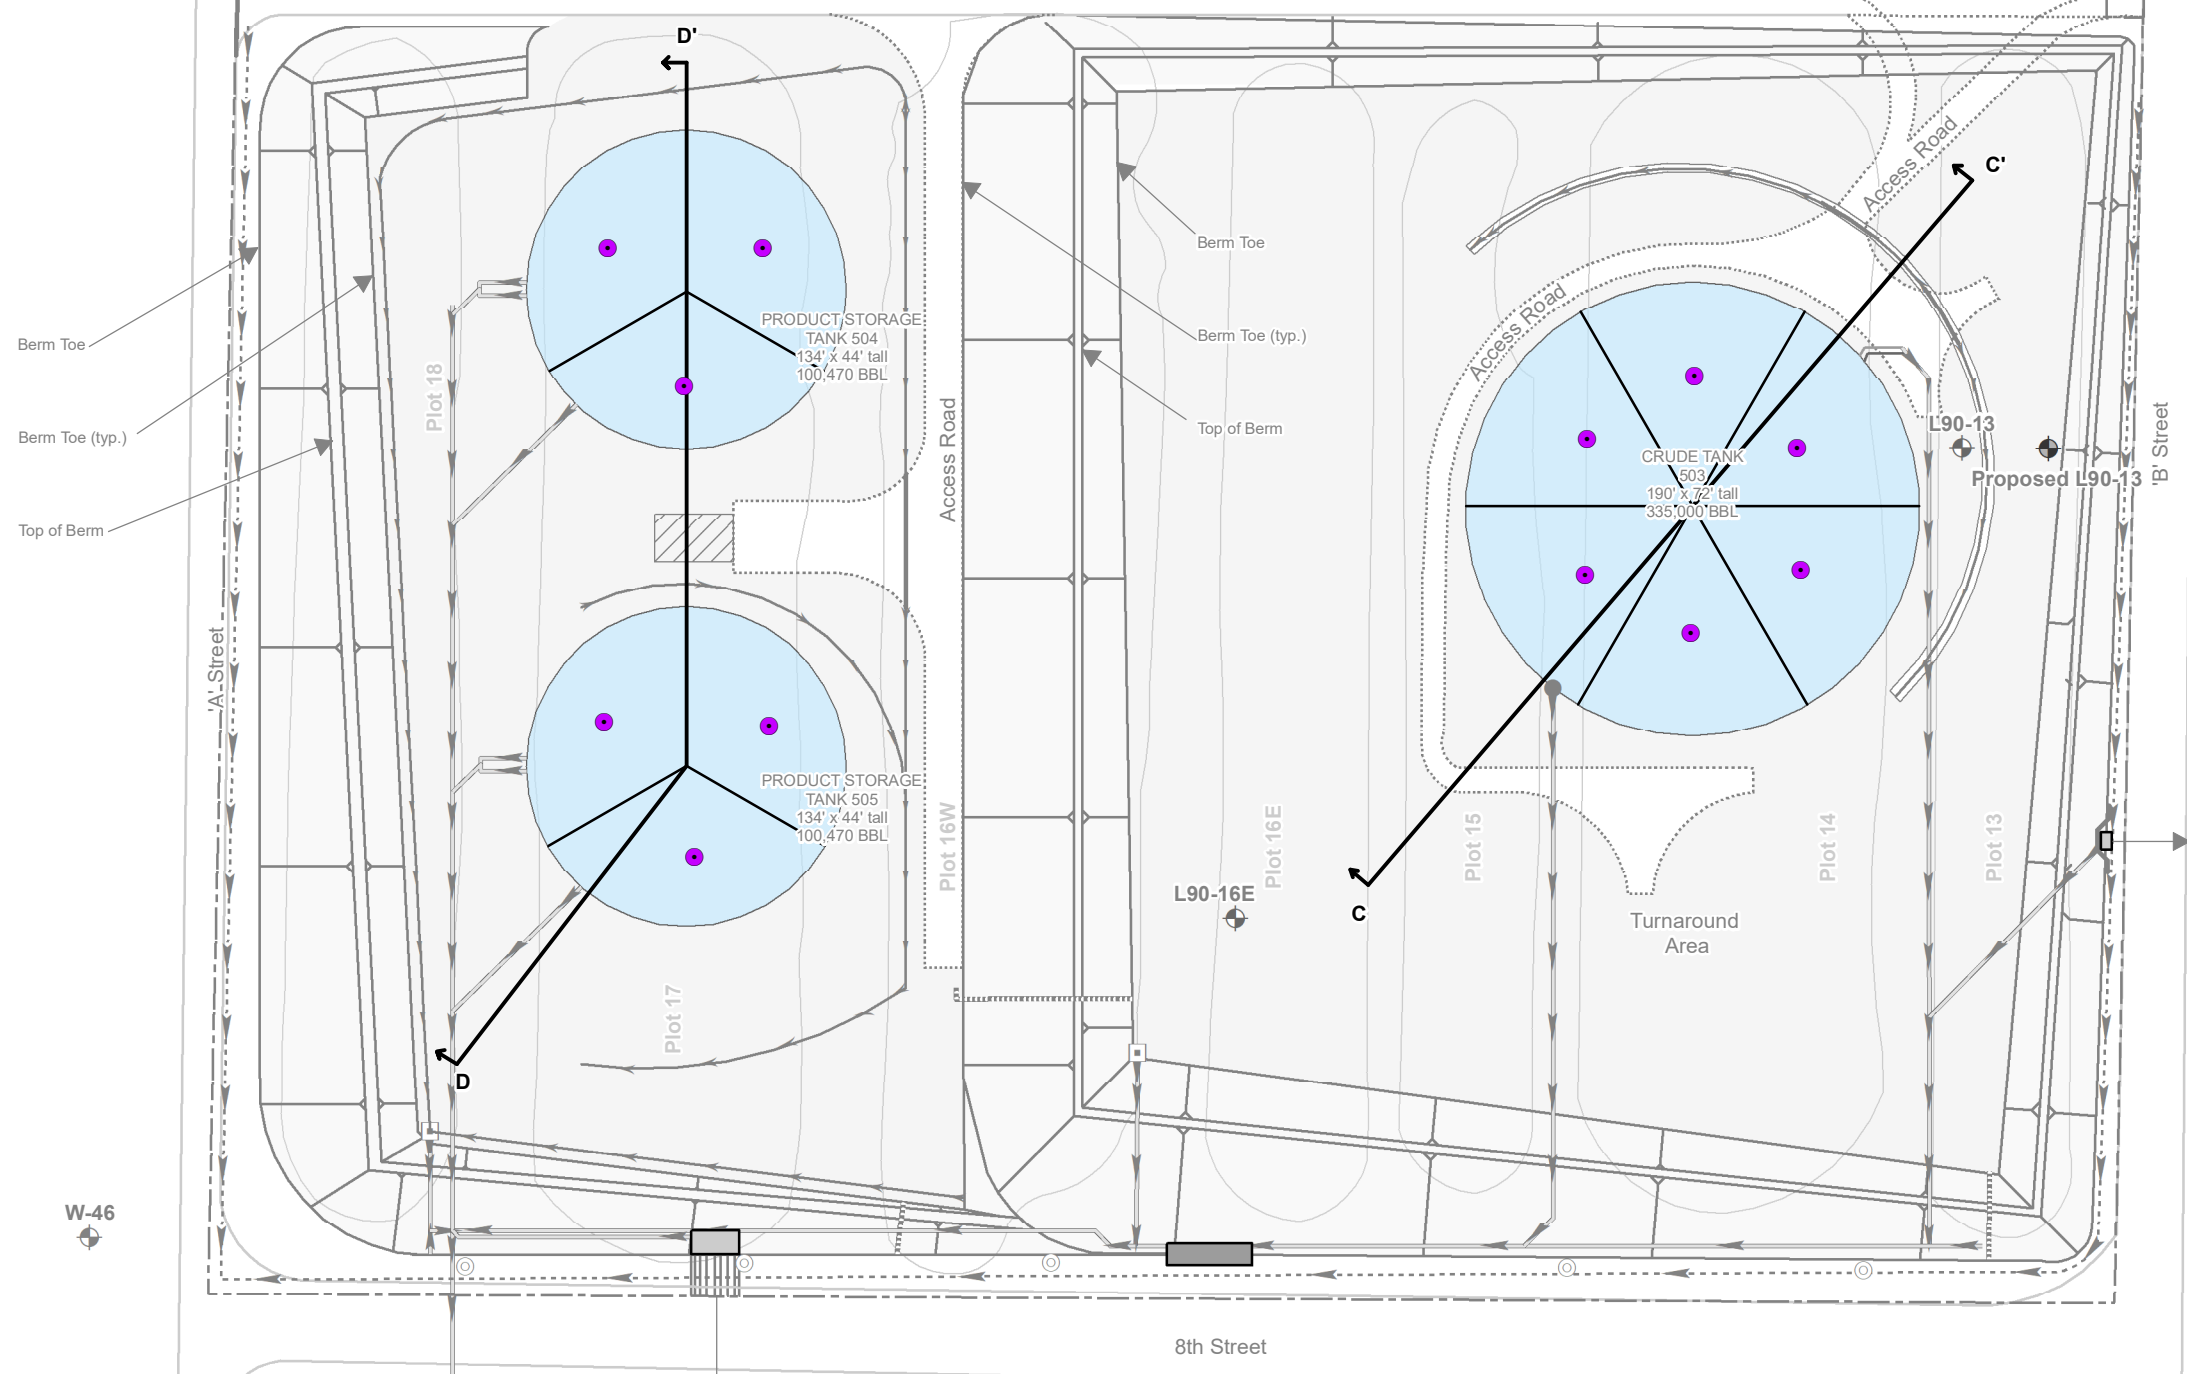 D'
C'
Access Road
Berm Toe
Access Road
PRODUCT STORAGE
TANK 504
134' x 44' tall
100,470 BBL
Berm Toe
Berm Toe (typ.)
Berm Toe (typ.)
Top of Berm
Top of Berm
Plot 18
Access Road
L90-13
Proposed L90-13
'B' Street
CRUDE TANK
503
190' x 72' tall
335,000 BBL
'A' Street
PRODUCT STORAGE
TANK 505
134' x 44' tall
100,470 BBL
Plot 16W
Plot 16E
Plot 15
Plot 14
Plot 13
L90-16E
C
Turnaround
Area
Plot 17
D
W-46
8th Street